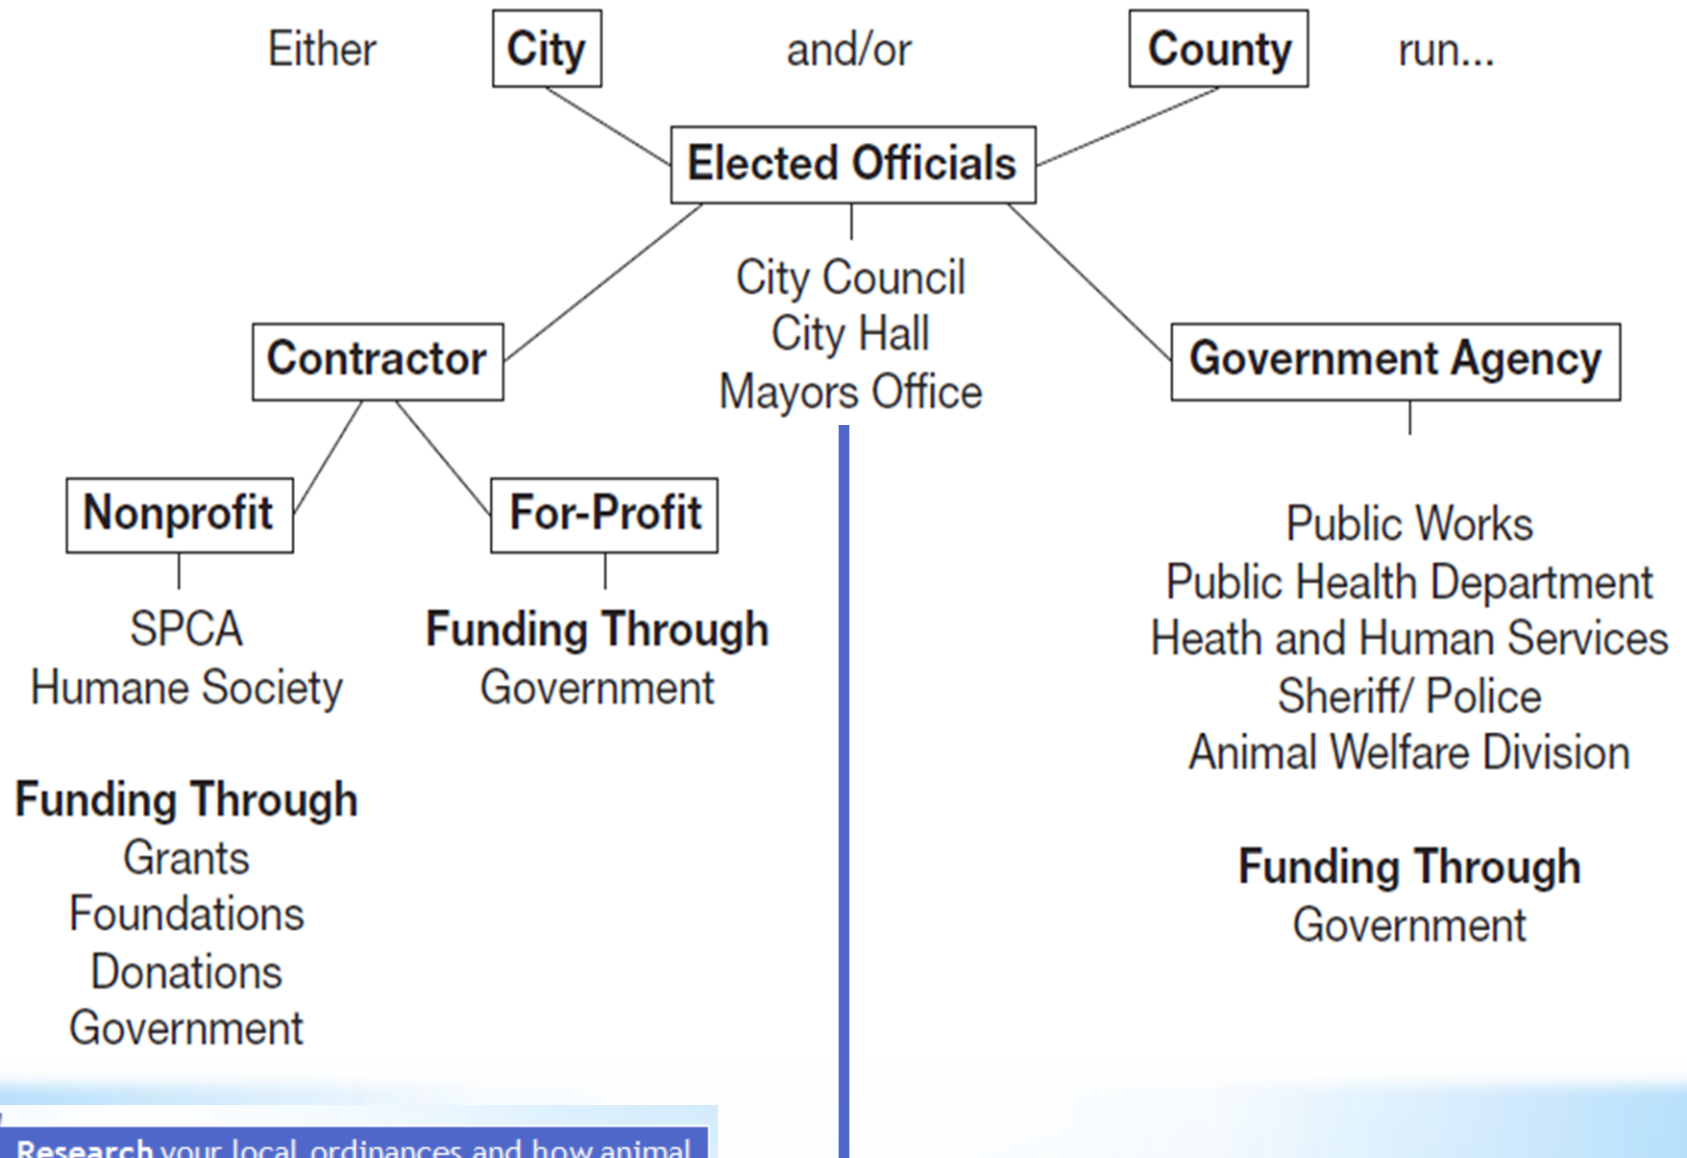 Either City and/or County run...
Elected Officials
City Council
City Hall
Mayors Office
Contractor
Government Agency
Nonprofit
For-Profit
SPCA
Humane Society
Funding Through
Grants
Foundations
Donations
Government
Funding Through
Government
Public Works
Public Health Department
Heath and Human Services
Sheriff/ Police
Animal Welfare Division
Funding Through
Government
Research your local ordinances and how animal